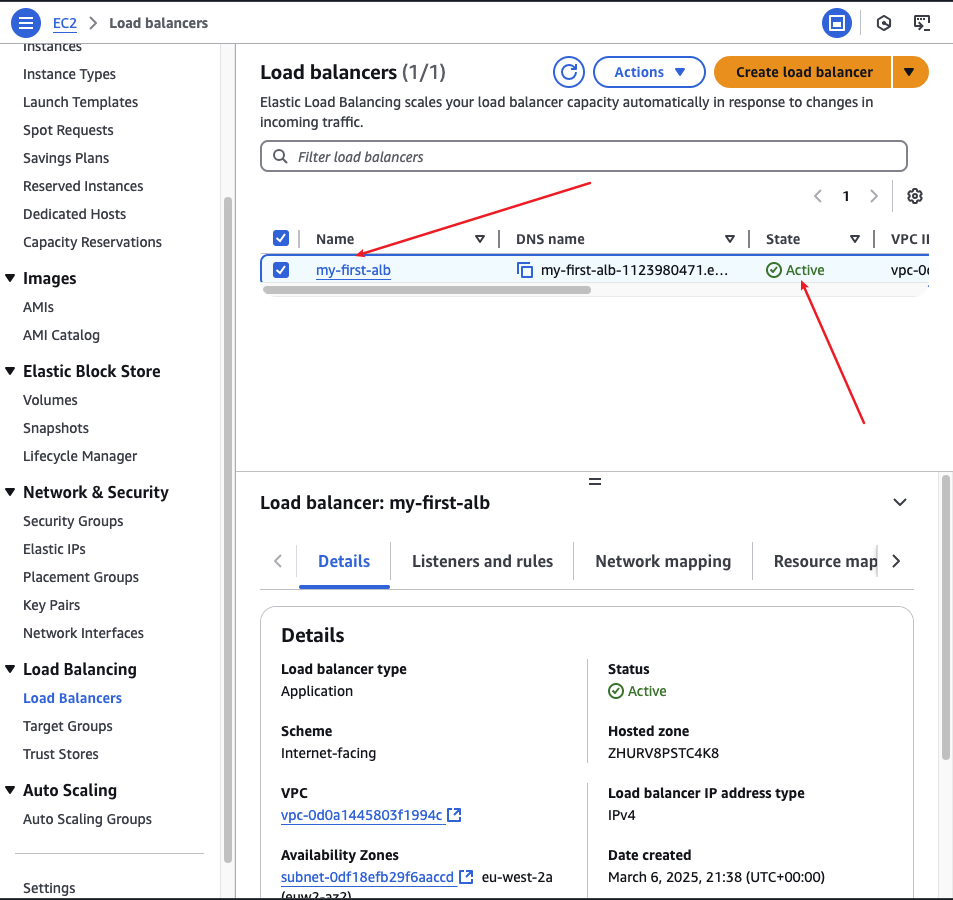 EC2 Load balancers
Instances
Instance Types
Launch Templates
Spot Requests
Savings Plans
Reserved Instances
Dedicated Hosts
Capacity Reservations
Images
AMIs
AMI Catalog
Elastic Block Store
Volumes
Snapshots
Lifecycle Manager
Network & Security
Security Groups
Elastic IPs
Placement Groups
Key Pairs
Network Interfaces
Load Balancing
Load Balancers
Target Groups
Trust Stores
Auto Scaling
Auto Scaling Groups
Settings
Load balancers (1/1)
Actions
Create load balancer
Elastic Load Balancing scales your load balancer capacity automatically in response to changes in
incoming traffic.
Filter load balancers
1
Name DNS name State VPC
my-first-alb my-first-alb-1123980471.e... Active vpc-0
Load balancer: my-first-alb
Details Listeners and rules Network mapping Resource map
Details
Load balancer type
Application
Status
Active
Scheme
Internet-facing
Hosted zone
ZHURV8PSTC4K8
VPC
vpc-0d0a1445803f1994c
Load balancer IP address type
IPv4
Availability Zones
subnet-0df18efb29f6aaccd eu-west-2a
(euw2-az2)
Date created
March 6, 2025, 21:38 (UTC+00:00)